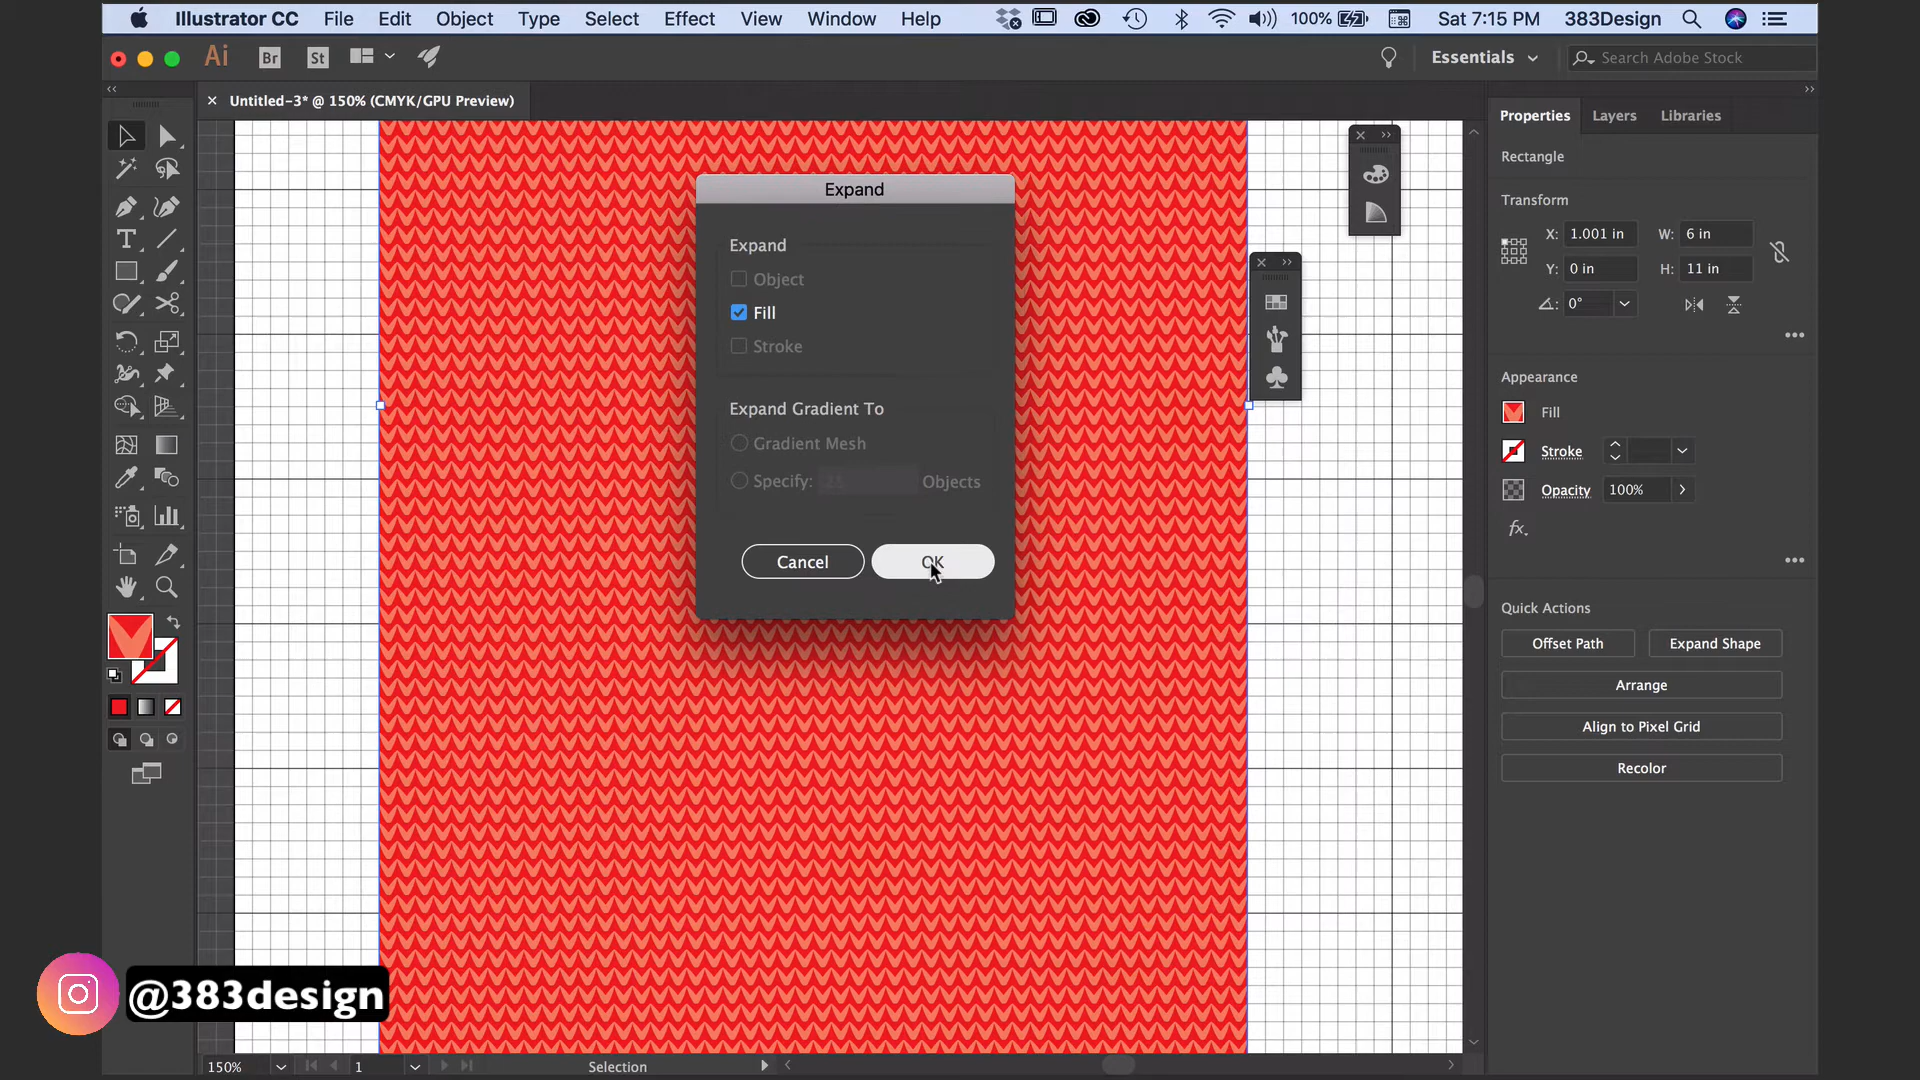 Illustrator CC File Edit Object Type Select Effect View Window Help 100% Sat 7:15 PM 383Design
Ai Br St Essentials Search Adobe Stock
Untitled-3* @ 150% (CMYK/GPU Preview)
Properties Layers Libraries
Rectangle
Transform
X: 1.001 in W: 6 in
Y: 0 in H: 11 in
0°
Appearance
Fill
Stroke
Opacity 100%
fx
Quick Actions
Offset Path Expand Shape
Arrange
Align to Pixel Grid
Recolor
Expand
Expand
Object
Fill
Stroke
Expand Gradient To
Gradient Mesh
Specify: Objects
Cancel OK
@383design
150% 1 Selection